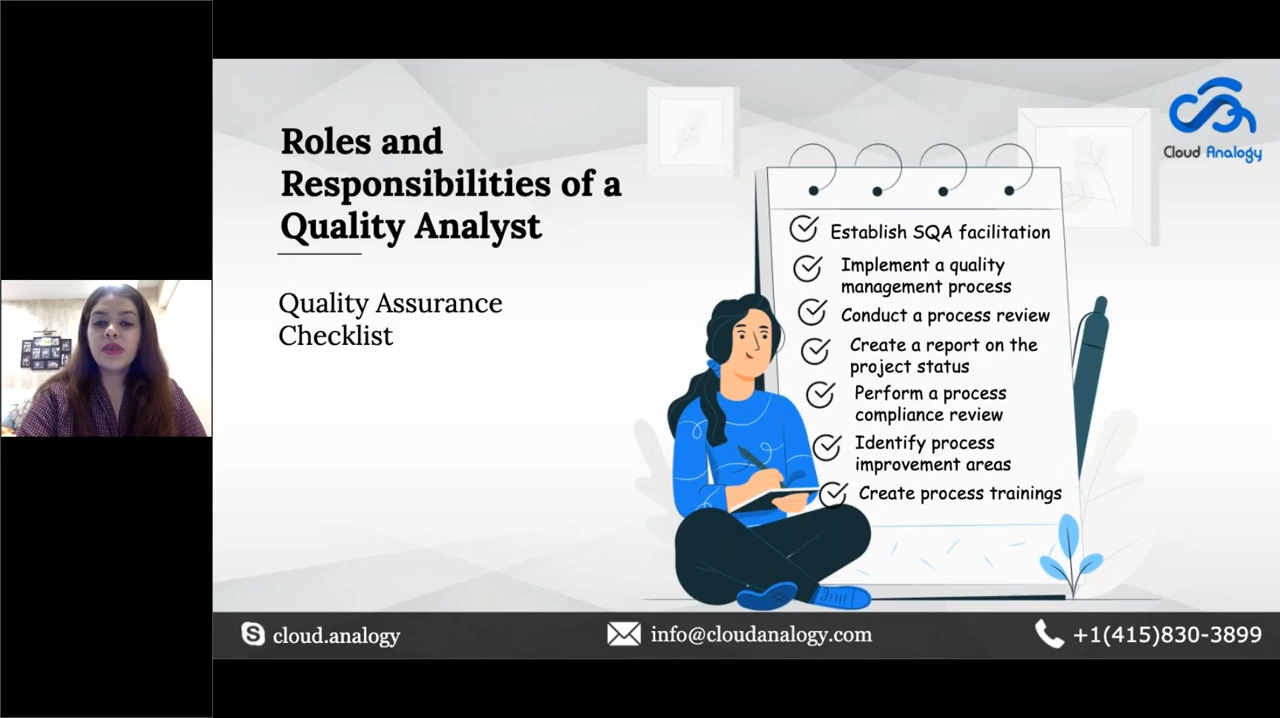 Roles and
Responsibilities of a
Quality Analyst
Quality Assurance
Checklist
Cloud Analogy
Establish SQA facilitation
Implement a quality
management process
Conduct a process review
Create a report on the
project status
Perform a process
compliance review
Identify process
improvement areas
Create process trainings
cloud.analogy
info@cloudanalogy.com
+1(415)830-3899